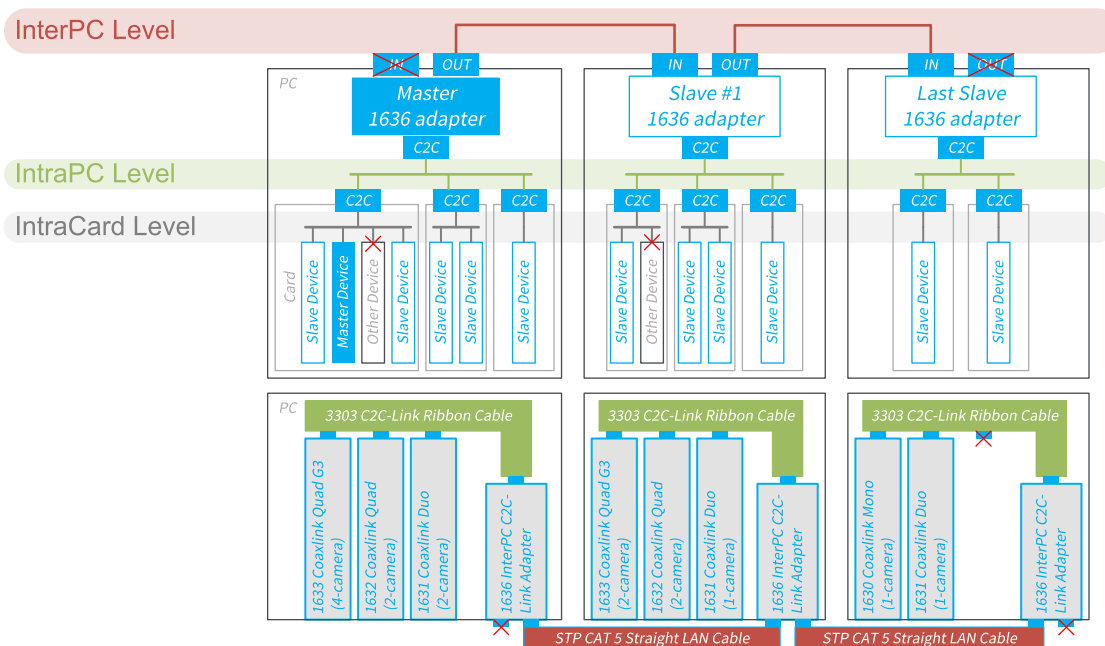 InterPC Level
IN
OUT
IN
OUT
IN
OUT
PC
Master
1636 adapter
Slave #1
1636 adapter
Last Slave
1636 adapter
C2C
C2C
C2C
IntraPC Level
C2C
C2C
C2C
C2C
C2C
C2C
C2C
C2C
IntraCard Level
Card
Slave Device
Master Device
Other Device
Slave Device
Slave Device
Slave Device
Slave Device
Slave Device
Other Device
Slave Device
Slave Device
Slave Device
Slave Device
Slave Device
PC
3303 C2C-Link Ribbon Cable
3303 C2C-Link Ribbon Cable
3303 C2C-Link Ribbon Cable
1633 Coaxlink Quad G3
(4-camera)
1632 Coaxlink Quad
(2-camera)
1631 Coaxlink Duo
(2-camera)
1636 InterPC C2C-
Link Adapter
1633 Coaxlink Quad G3
(2-camera)
1632 Coaxlink Quad
(2-camera)
1631 Coaxlink Duo
(1-camera)
1636 InterPC C2C-
Link Adapter
1630 Coaxlink Mono
(1-camera)
1631 Coaxlink Duo
(1-camera)
1636 InterPC C2C-
Link Adapter
STP CAT 5 Straight LAN Cable
STP CAT 5 Straight LAN Cable